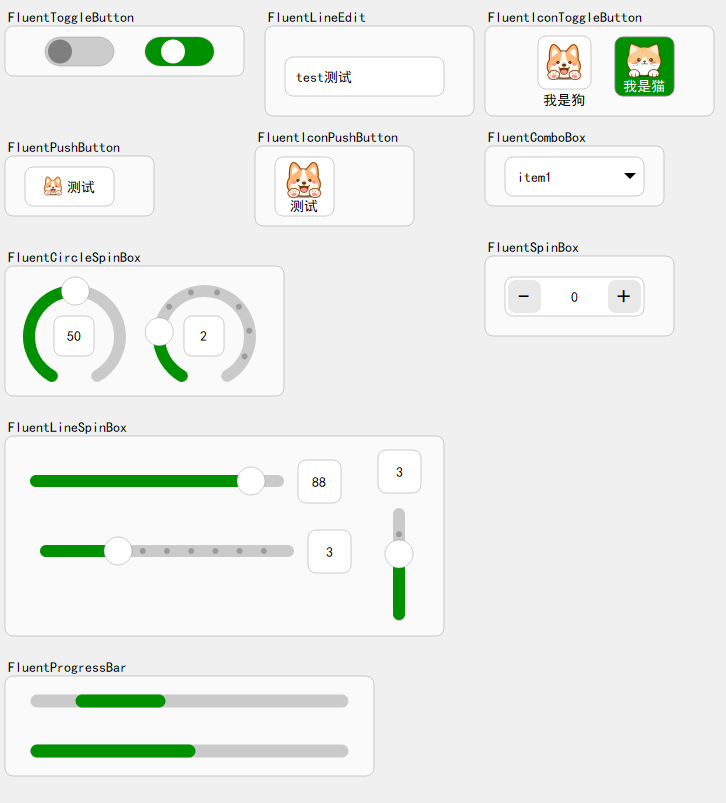 FluentToggleButton
FluentLineEdit
test测试
FluentIconToggleButton
我是狗
我是猫
FluentPushButton
测试
FluentIconPushButton
测试
FluentComboBox
item1
FluentCircleSpinBox
50
2
FluentSpinBox
− 0 +
FluentLineSpinBox
88
3
3
FluentProgressBar